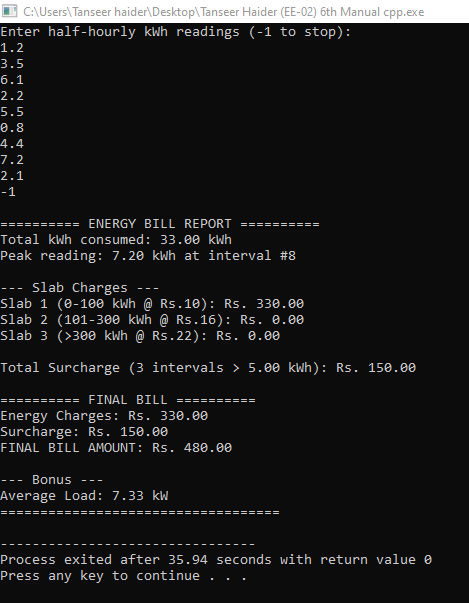 C:\Users\Tanseer haider\Desktop\Tanseer Haider (EE-02) 6th Manual cpp.exe
Enter half-hourly kWh readings (-1 to stop):
1.2
3.5
6.1
2.2
5.5
0.8
4.4
7.2
2.1
-1
========== ENERGY BILL REPORT ==========
Total kWh consumed: 33.00 kWh
Peak reading: 7.20 kWh at interval #8
--- Slab Charges ---
Slab 1 (0-100 kWh @ Rs.10): Rs. 330.00
Slab 2 (101-300 kWh @ Rs.16): Rs. 0.00
Slab 3 (>300 kWh @ Rs.22): Rs. 0.00
Total Surcharge (3 intervals > 5.00 kWh): Rs. 150.00
========== FINAL BILL ==========
Energy Charges: Rs. 330.00
Surcharge: Rs. 150.00
FINAL BILL AMOUNT: Rs. 480.00
--- Bonus ---
Average Load: 7.33 kW
===================================
--------------------------------
Process exited after 35.94 seconds with return value 0
Press any key to continue . . .